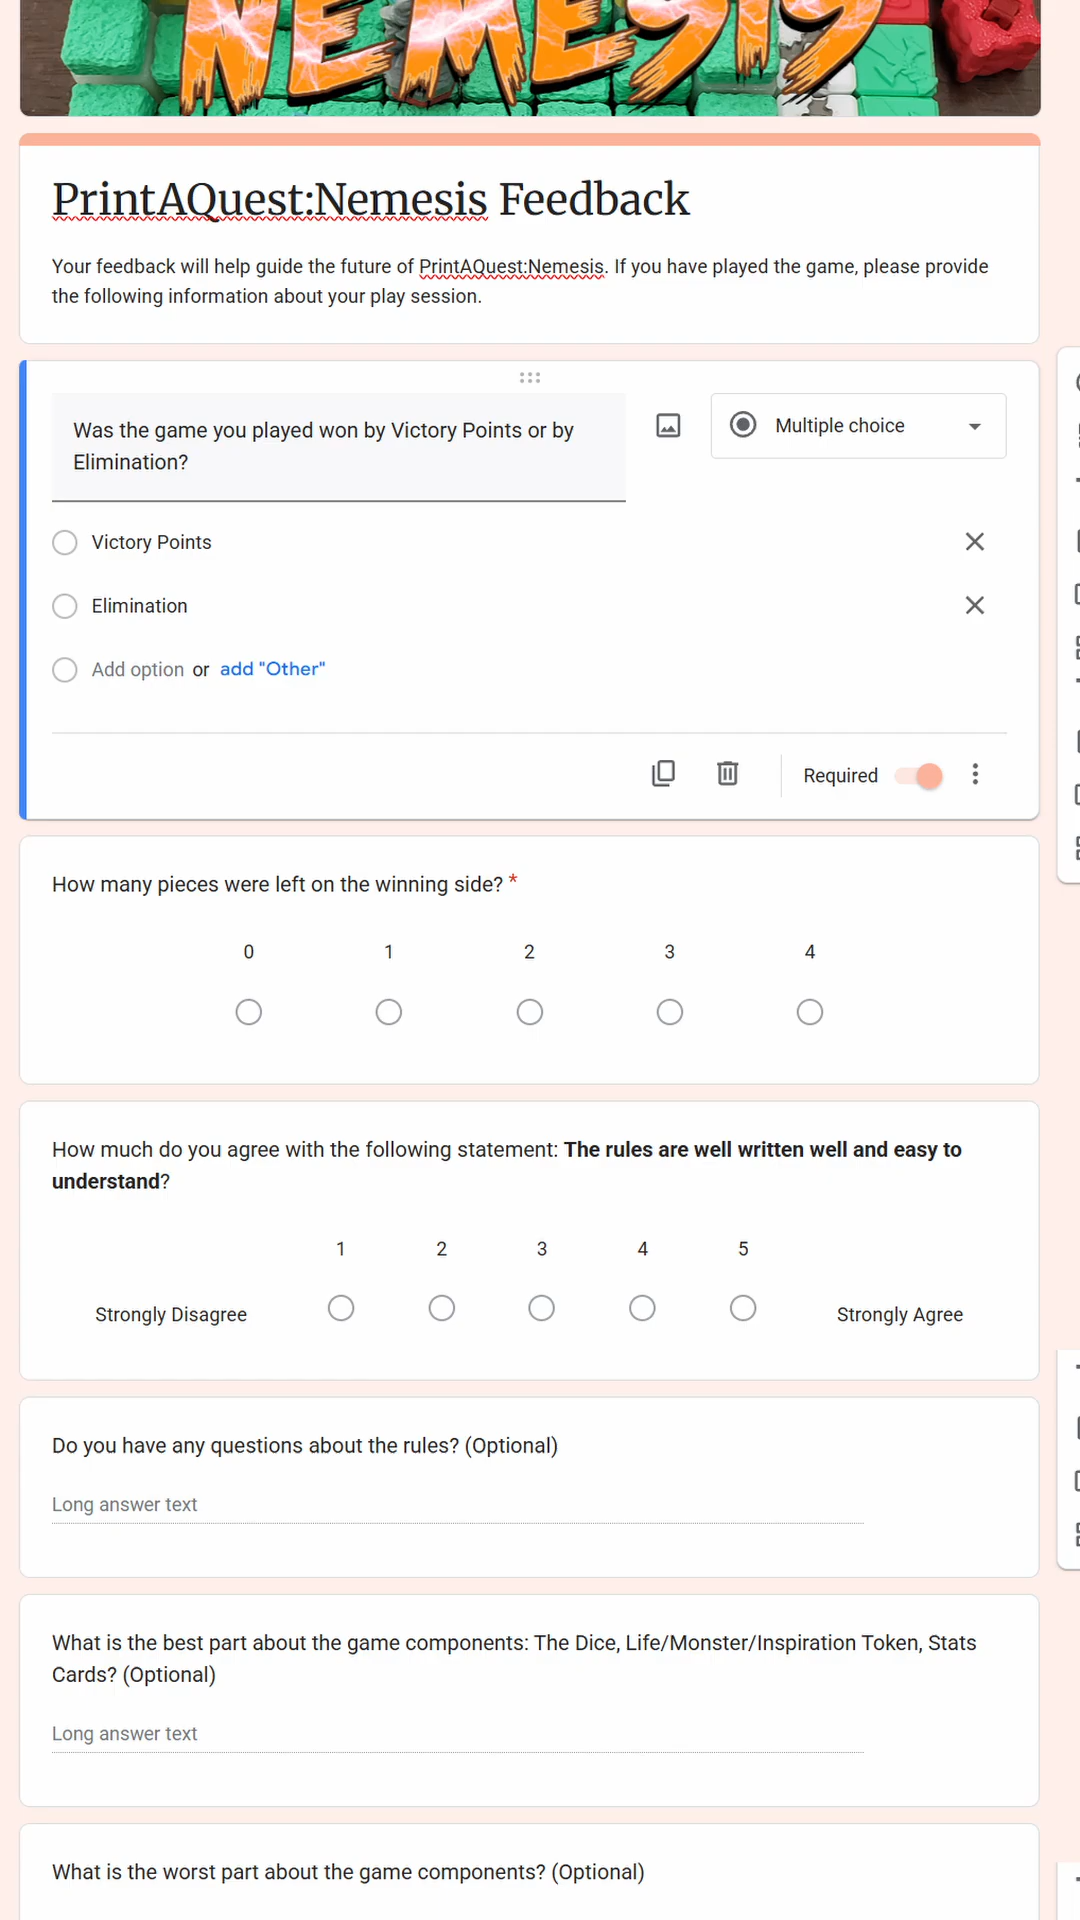 NEMESIS
PrintAQuest:Nemesis Feedback
Your feedback will help guide the future of PrintAQuest:Nemesis. If you have played the game, please provide
the following information about your play session.
Was the game you played won by Victory Points or by
Elimination?
Multiple choice
Victory Points
Elimination
Add option or add "Other"
Required
How many pieces were left on the winning side? *
0 1 2 3 4
How much do you agree with the following statement: The rules are well written well and easy to
understand?
1 2 3 4 5
Strongly Disagree Strongly Agree
Do you have any questions about the rules? (Optional)
Long answer text
What is the best part about the game components: The Dice, Life/Monster/Inspiration Token, Stats
Cards? (Optional)
Long answer text
What is the worst part about the game components? (Optional)